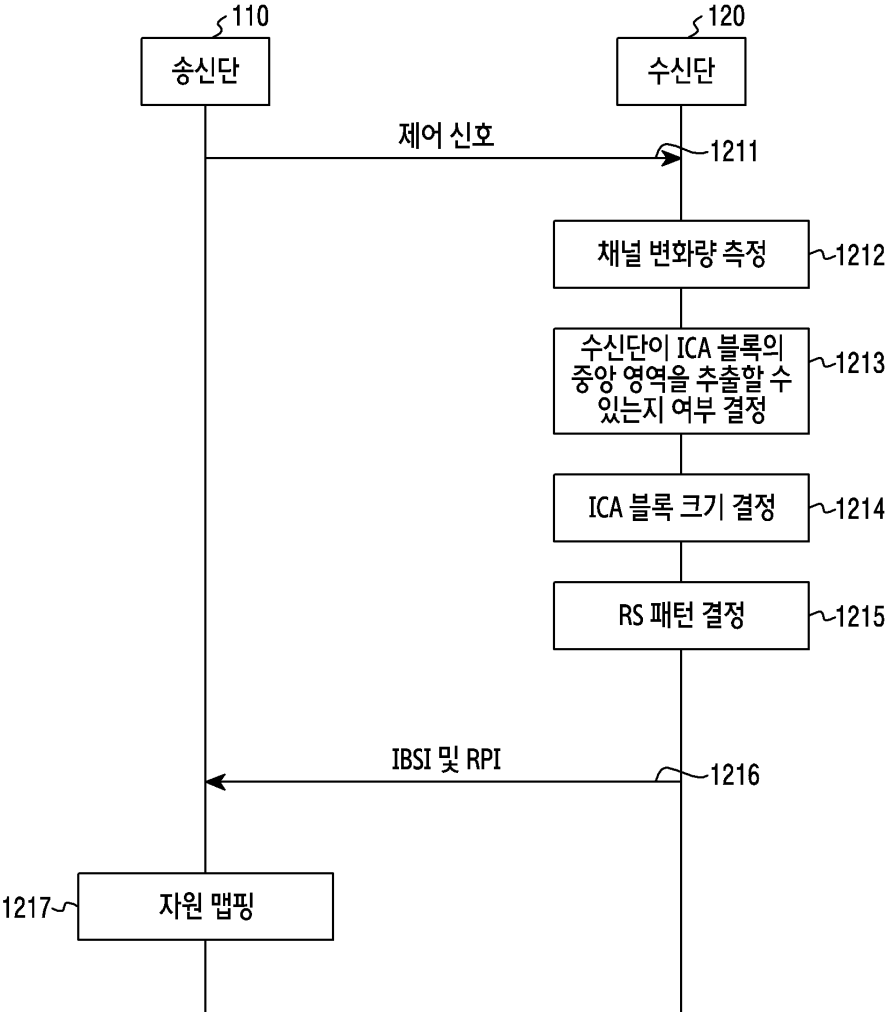 110
120
송신단
수신단
제어 신호
1211
채널 변화량 측정
1212
수신단이 ICA 블록의
중앙 영역을 추출할 수
있는지 여부 결정
1213
ICA 블록 크기 결정
1214
RS 패턴 결정
1215
IBSI 및 RPI
1216
1217
자원 맵핑